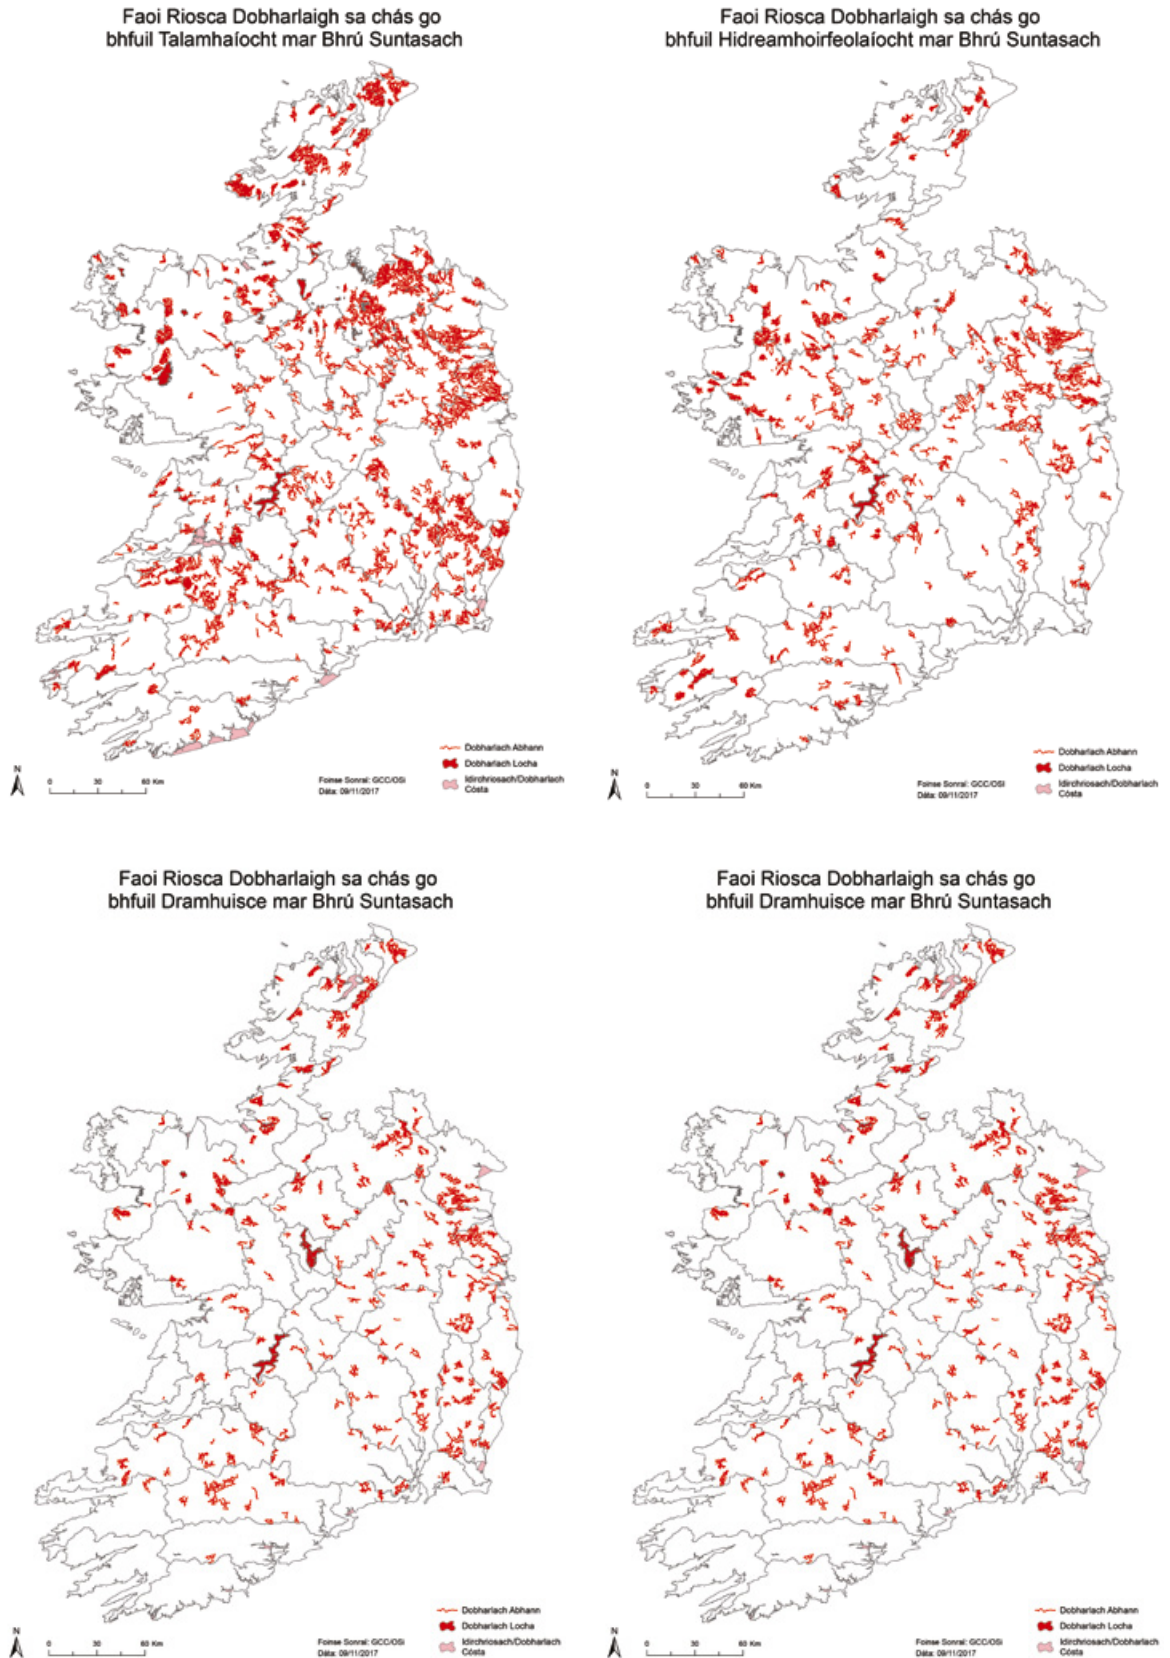 Faoi Riosca Dobharlaigh sa chás go
bhfuil Talamhaíocht mar Bhrú Suntasach
N
0 30 60 Km
Foinse Sonraí: GCC/OSi
Dáta: 09/11/2017
Dobharlach Abhann
Dobharlach Locha
Idirchriosach/Dobharlach
Cósta
Faoi Riosca Dobharlaigh sa chás go
bhfuil Hidreamhoirfeolaíocht mar Bhrú Suntasach
N
0 30 60 Km
Foinse Sonraí: GCC/OSi
Dáta: 09/11/2017
Dobharlach Abhann
Dobharlach Locha
Idirchriosach/Dobharlach
Cósta
Faoi Riosca Dobharlaigh sa chás go
bhfuil Dramhuisce mar Bhrú Suntasach
N
0 30 60 Km
Foinse Sonraí: GCC/OSi
Dáta: 09/11/2017
Dobharlach Abhann
Dobharlach Locha
Idirchriosach/Dobharlach
Cósta
Faoi Riosca Dobharlaigh sa chás go
bhfuil Dramhuisce mar Bhrú Suntasach
N
0 30 60 Km
Foinse Sonraí: GCC/OSi
Dáta: 09/11/2017
Dobharlach Abhann
Dobharlach Locha
Idirchriosach/Dobharlach
Cósta